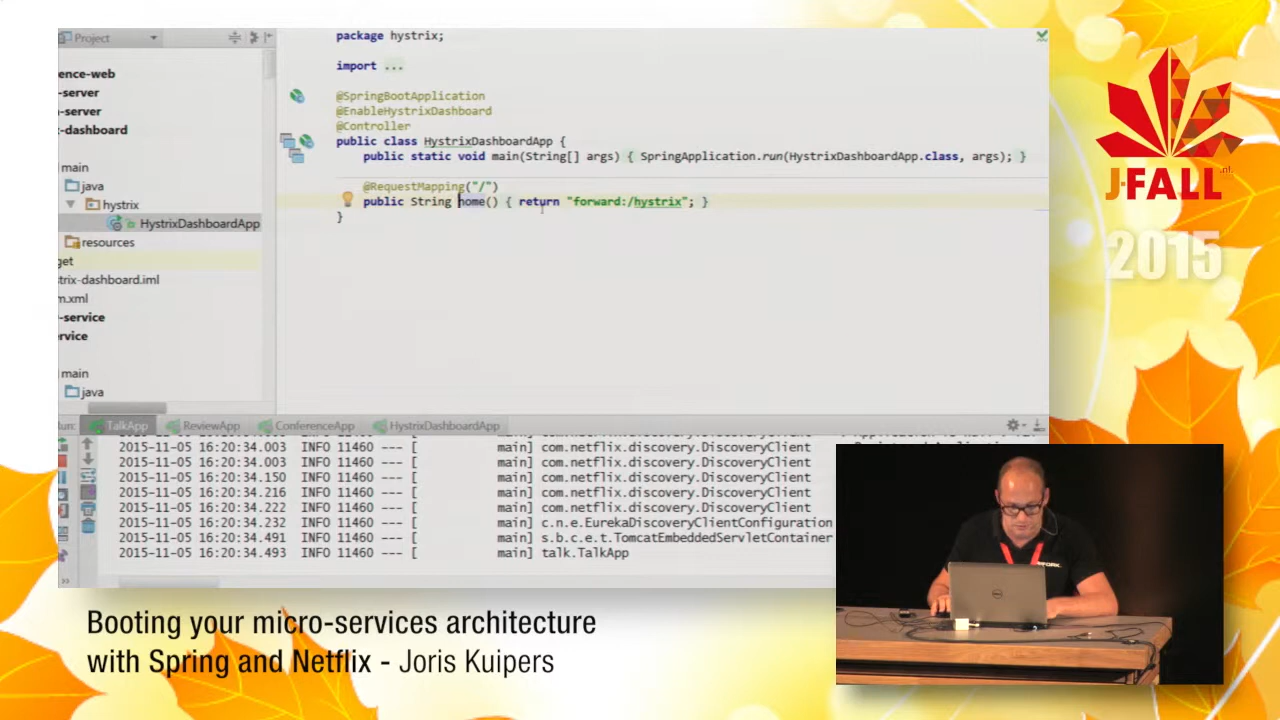 Project
package hystrix;
ence-web
import ...
-server
@SpringBootApplication
-server
@EnableHystrixDashboard
x-dashboard
@Controller
public class HystrixDashboardApp {
public static void main(String[] args) { SpringApplication.run(HystrixDashboardApp.class, args); }
main
java
@RequestMapping("/")
hystrix
public String home() { return "forward:/hystrix"; }
}
HystrixDashboardApp
resources
get
trix-dashboard.iml
m.xml
-service
ervice
main
java
un: TalkApp ReviewApp ConferenceApp HystrixDashboardApp
2015-11-05 16:20:34.003 INFO 11460 --- [ main] com.netflix.discovery.DiscoveryClient
2015-11-05 16:20:34.003 INFO 11460 --- [ main] com.netflix.discovery.DiscoveryClient
2015-11-05 16:20:34.150 INFO 11460 --- [ main] com.netflix.discovery.DiscoveryClient
2015-11-05 16:20:34.216 INFO 11460 --- [ main] com.netflix.discovery.DiscoveryClient
2015-11-05 16:20:34.222 INFO 11460 --- [ main] com.netflix.discovery.DiscoveryClient
2015-11-05 16:20:34.232 INFO 11460 --- [ main] c.n.e.EurekaDiscoveryClientConfiguration
2015-11-05 16:20:34.491 INFO 11460 --- [ main] s.b.c.e.t.TomcatEmbeddedServletContainer
2015-11-05 16:20:34.493 INFO 11460 --- [ main] talk.TalkApp
J-FALL.nl.
2015
DELL
Booting your micro-services architecture
with Spring and Netflix - Joris Kuipers